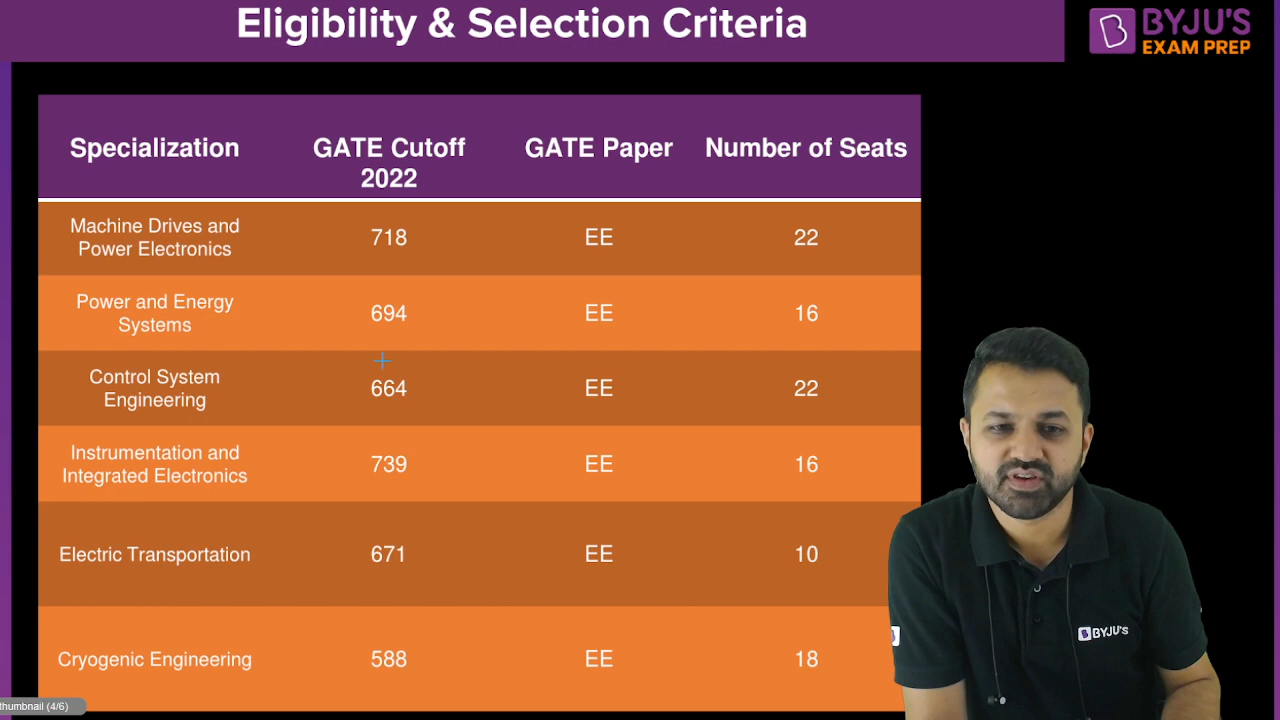 Eligibility & Selection Criteria
BYJU'S
EXAM PREP
Specialization GATE Cutoff 2022 GATE Paper Number of Seats
Machine Drives and Power Electronics 718 EE 22
Power and Energy Systems 694 EE 16
Control System Engineering 664 EE 22
Instrumentation and Integrated Electronics 739 EE 16
Electric Transportation 671 EE 10
Cryogenic Engineering 588 EE 18
BYJU'S
thumbnail (4/6)